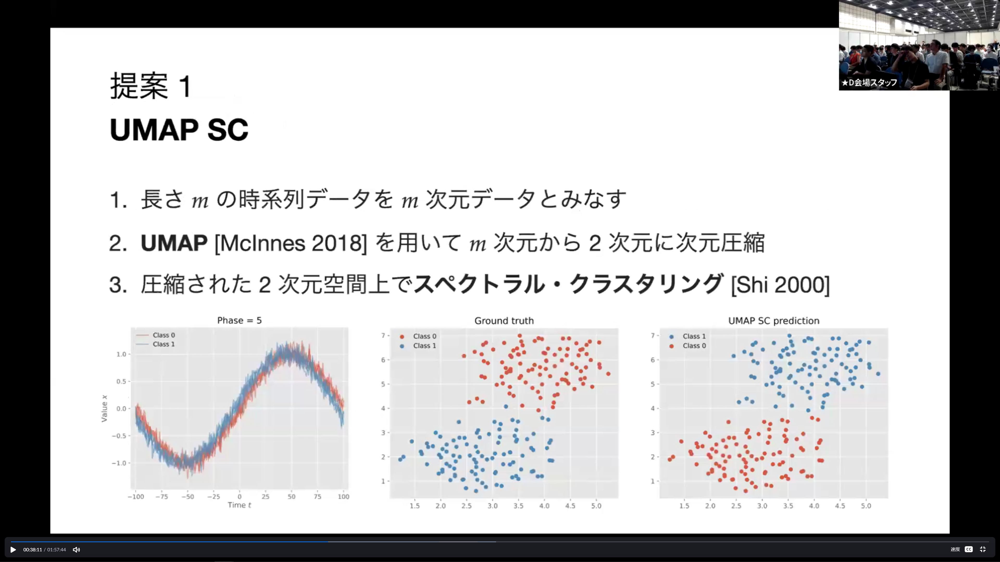 ★D会場スタッフ
提案 1
UMAP SC
1. 長さ m の時系列データを m 次元データとみなす
2. UMAP [McInnes 2018] を用いて m 次元から 2 次元に次元圧縮
3. 圧縮された 2 次元空間上でスペクトラル・クラスタリング [Shi 2000]
Phase = 5
Class 0
Class 1
1.0
0.5
0.0
−0.5
−1.0
Value x
−100 −75 −50 −25 0 25 50 75 100
Time t
Ground truth
Class 0
Class 1
7
6
5
4
3
2
1
1.5 2.0 2.5 3.0 3.5 4.0 4.5 5.0
UMAP SC prediction
Class 1
Class 0
7
6
5
4
3
2
1
1.5 2.0 2.5 3.0 3.5 4.0 4.5 5.0
00:38:11 / 01:57:44
速度
CC